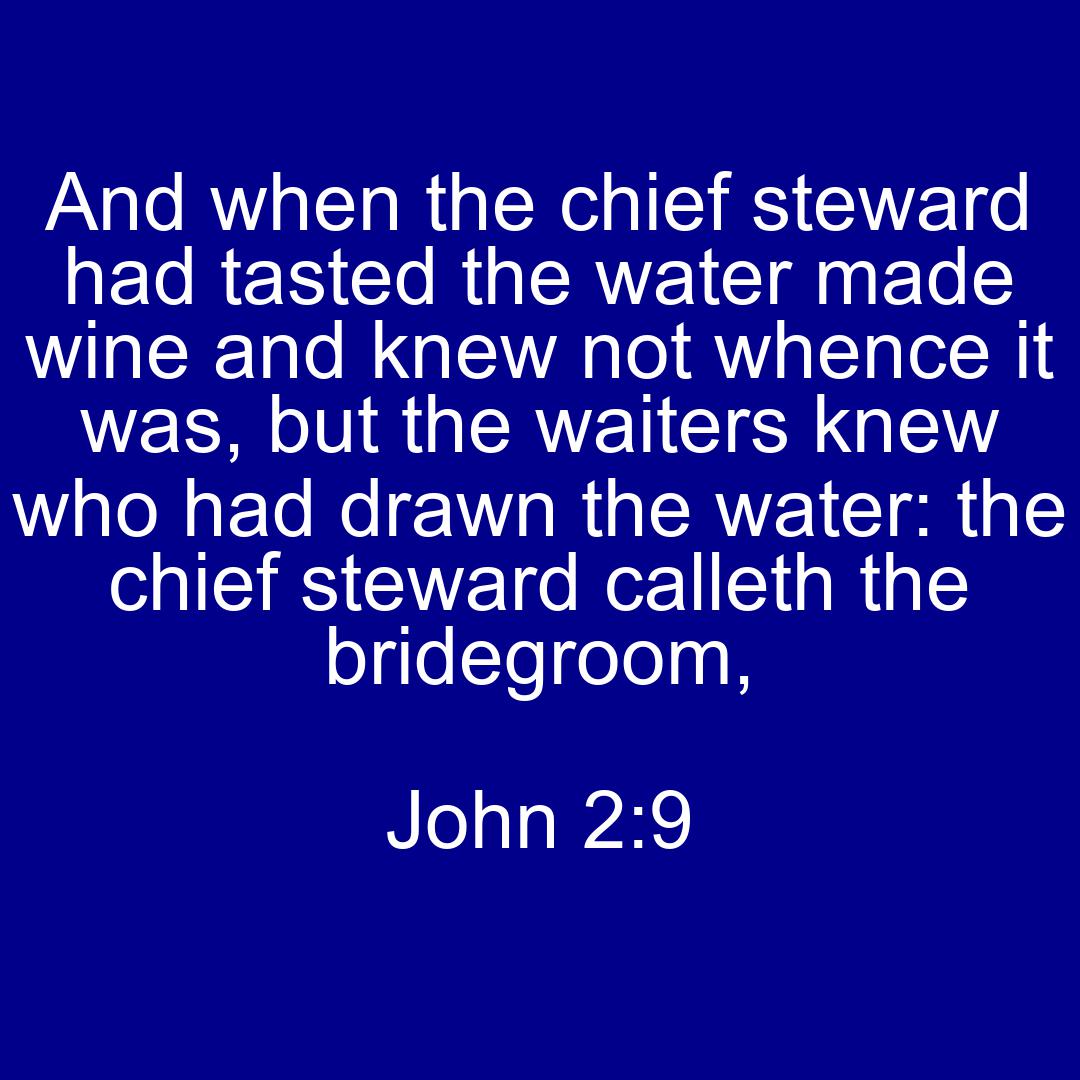 And when the chief steward
had tasted the water made
wine and knew not whence it
was, but the waiters knew
who had drawn the water: the
chief steward calleth the
bridegroom,
John 2:9